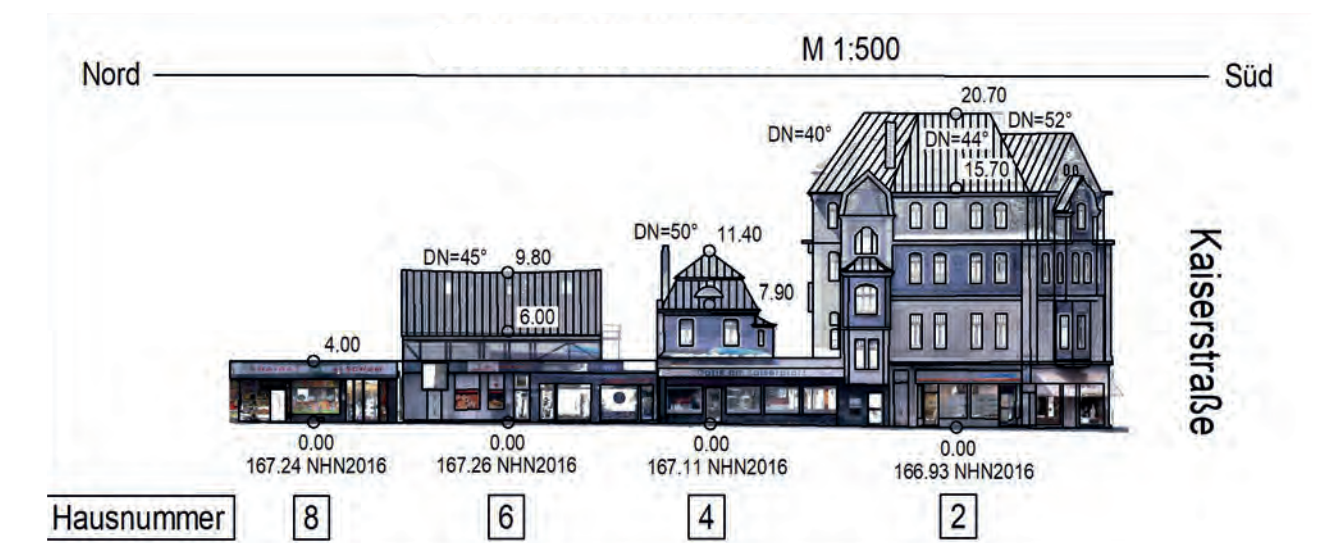 M 1:500
Nord
Süd
20.70
DN=40°
DN=52°
DN=44°
15.70
DN=50°
11.40
DN=45°
9.80
7.90
6.00
4.00
Kaiserstraße
0.00
0.00
0.00
0.00
167.24 NHN2016
167.26 NHN2016
167.11 NHN2016
166.93 NHN2016
Hausnummer
8
6
4
2